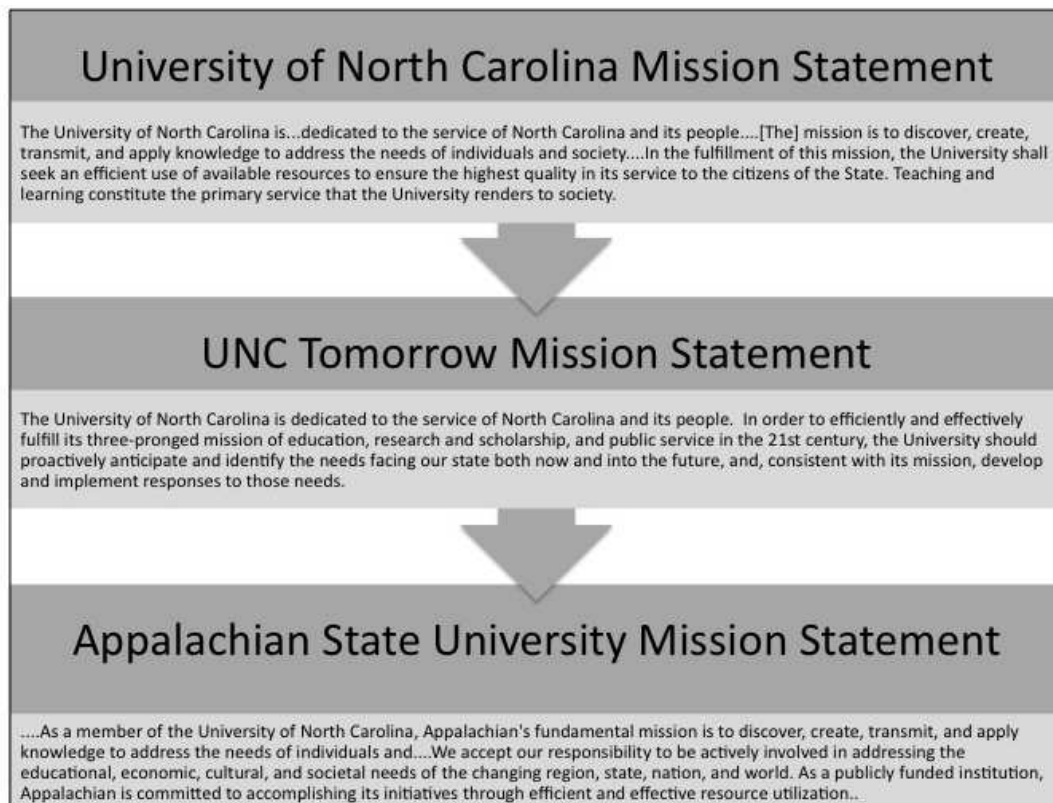 University of North Carolina Mission Statement
The University of North Carolina is...dedicated to the service of North Carolina and its people....[The] mission is to discover, create,
transmit, and apply knowledge to address the needs of individuals and society....In the fulfillment of this mission, the University shall
seek an efficient use of available resources to ensure the highest quality in its service to the citizens of the State. Teaching and
learning constitute the primary service that the University renders to society.
UNC Tomorrow Mission Statement
The University of North Carolina is dedicated to the service of North Carolina and its people.  In order to efficiently and effectively
fulfill its three-pronged mission of education, research and scholarship, and public service in the 21st century, the University should
proactively anticipate and identify the needs facing our state both now and into the future, and, consistent with its mission, develop
and implement responses to those needs.
Appalachian State University Mission Statement
....As a member of the University of North Carolina, Appalachian's fundamental mission is to discover, create, transmit, and apply
knowledge to address the needs of individuals and....We accept our responsibility to be actively involved in addressing the
educational, economic, cultural, and societal needs of the changing region, state, nation, and world. As a publicly funded institution,
Appalachian is committed to accomplishing its initiatives through efficient and effective resource utilization..